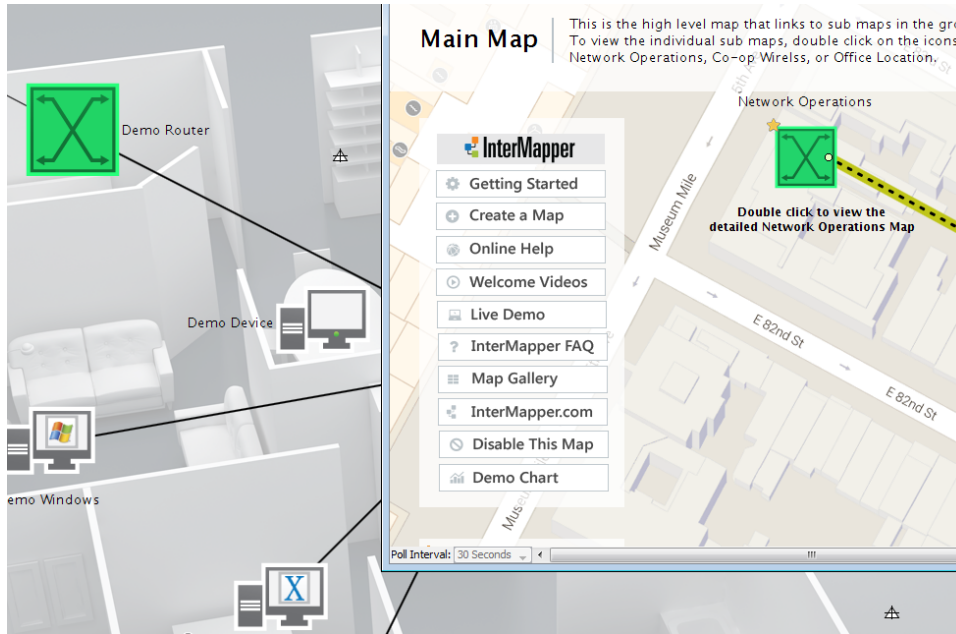 Main Map
This is the high level map that links to sub maps in the gro
To view the individual sub maps, double click on the icons
Network Operations, Co-op Wirelss, or Office Location.
5th A
d St
Network Operations
Demo Router
InterMapper
Getting Started
Create a Map
Online Help
Welcome Videos
Live Demo
InterMapper FAQ
Map Gallery
InterMapper.com
Disable This Map
Demo Chart
Museum Mile
Double click to view the
detailed Network Operations Map
E 82nd St
E 82nd St
Demo Device
emo Windows
Museu
Poll Interval: 30 Seconds
X